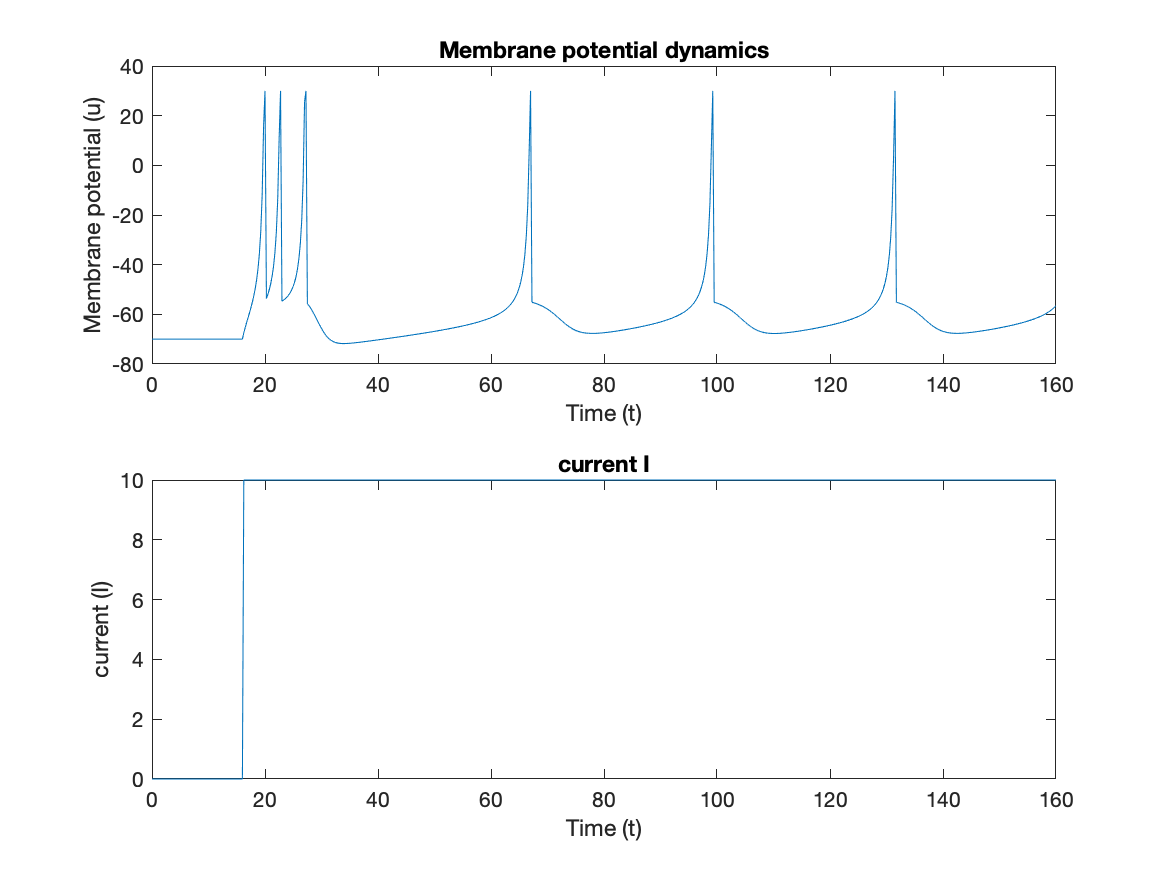 Membrane potential dynamics
Membrane potential (u)
40
20
0
-20
-40
-60
-80
0 20 40 60 80 100 120 140 160
Time (t)
current I
current (I)
10
8
6
4
2
0
0 20 40 60 80 100 120 140 160
Time (t)